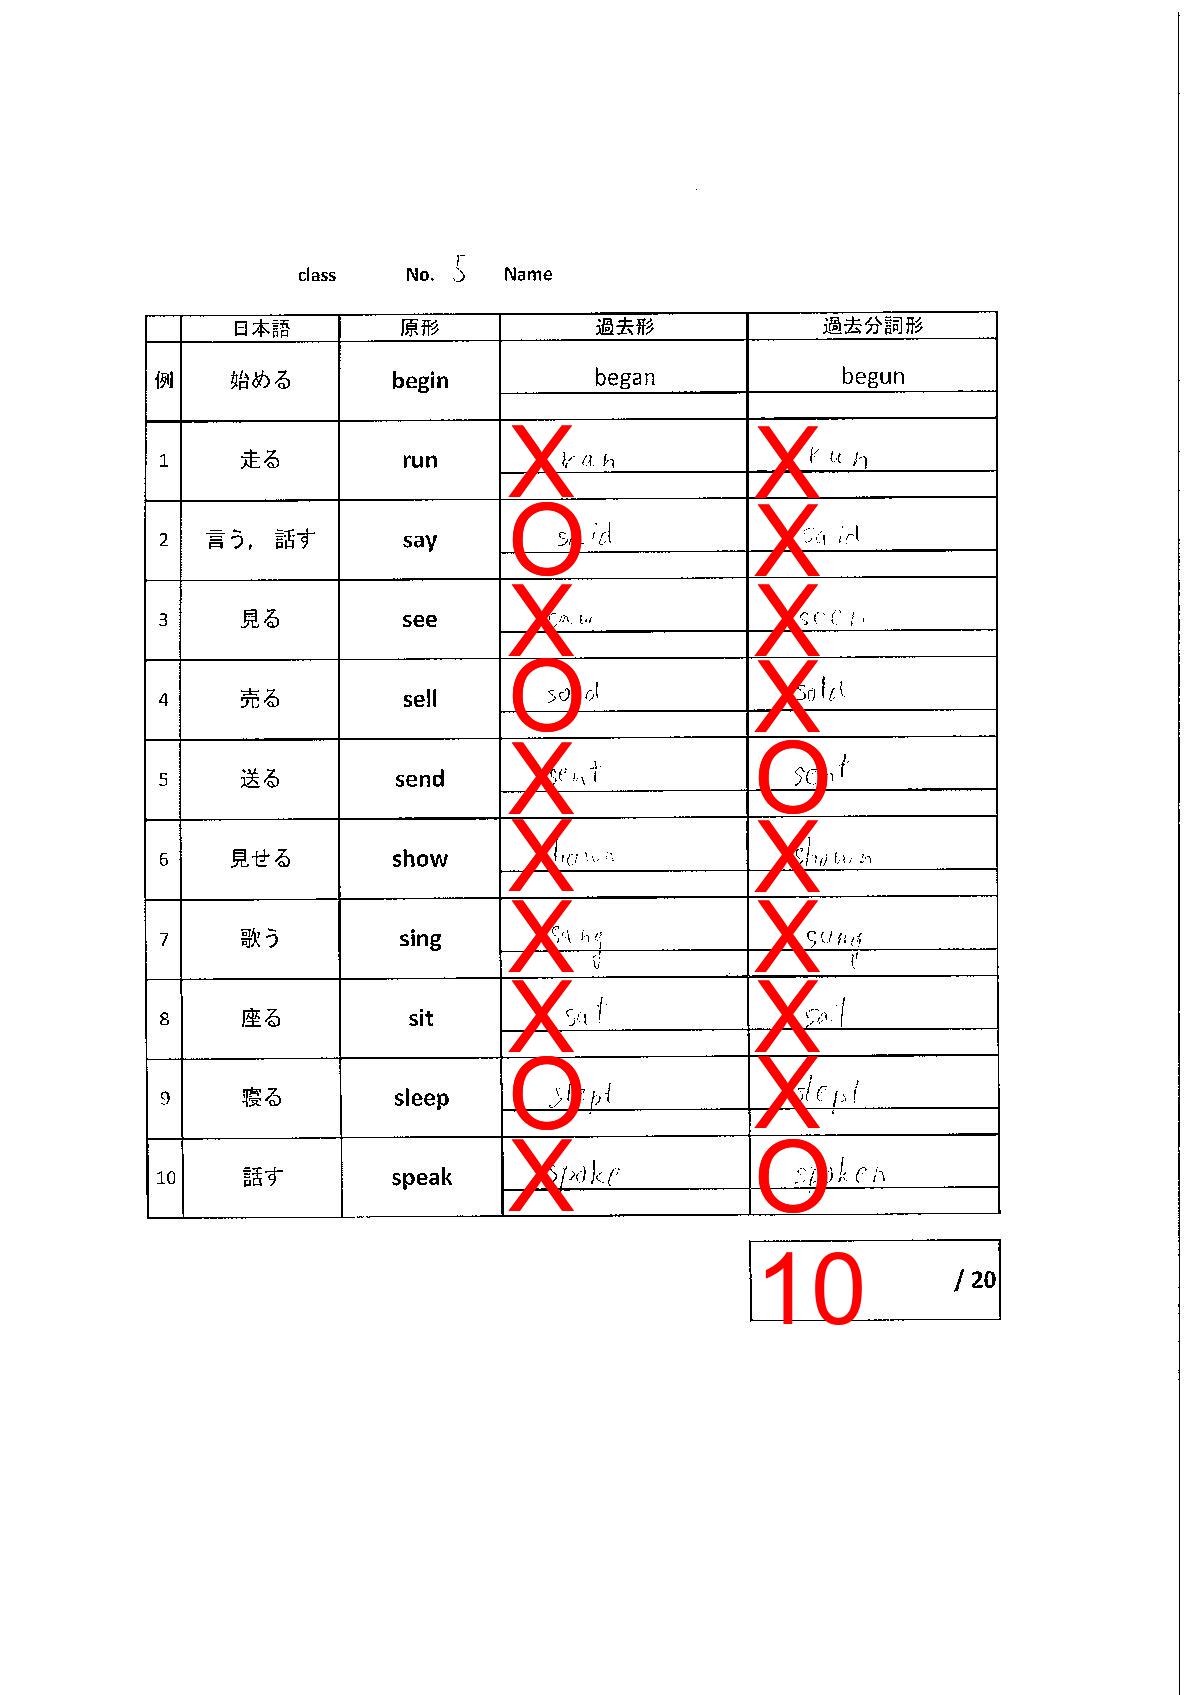 class No. 5 Name
日本語 原形 過去形 過去分詞形
例 始める begin began begun
1 走る run X ran X run
2 言う, 話す say O said X said
3 見る see X saw X seen
4 売る sell O sold X sold
5 送る send X sent O sent
6 見せる show X X shown
7 歌う sing X sang X sung
8 座る sit X sat X sat
9 寝る sleep O slept X slept
10 話す speak X spoke O spoken
10 / 20